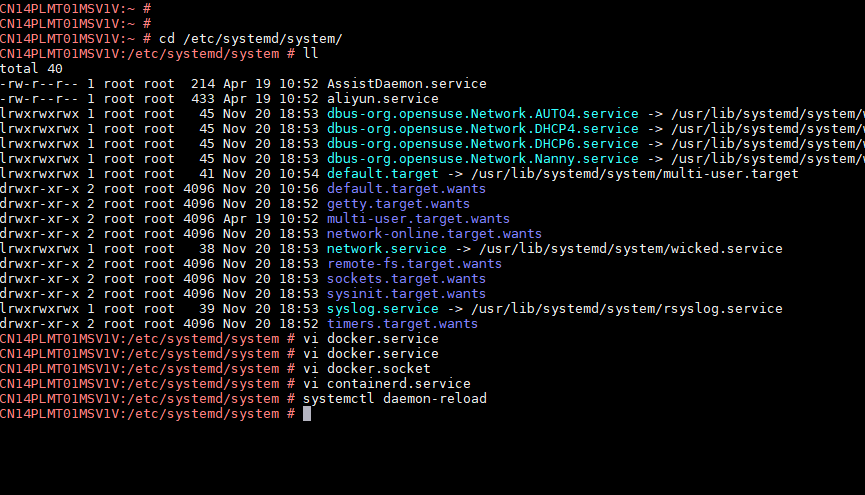 CN14PLMT01MSV1V:~ #
CN14PLMT01MSV1V:~ #
CN14PLMT01MSV1V:~ # cd /etc/systemd/system/
CN14PLMT01MSV1V:/etc/systemd/system # ll
total 40
-rw-r--r-- 1 root root  214 Apr 19 10:52 AssistDaemon.service
-rw-r--r-- 1 root root  433 Apr 19 10:52 aliyun.service
lrwxrwxrwx 1 root root   45 Nov 20 18:53 dbus-org.opensuse.Network.AUTO4.service -> /usr/lib/systemd/system/w
lrwxrwxrwx 1 root root   45 Nov 20 18:53 dbus-org.opensuse.Network.DHCP4.service -> /usr/lib/systemd/system/w
lrwxrwxrwx 1 root root   45 Nov 20 18:53 dbus-org.opensuse.Network.DHCP6.service -> /usr/lib/systemd/system/w
lrwxrwxrwx 1 root root   45 Nov 20 18:53 dbus-org.opensuse.Network.Nanny.service -> /usr/lib/systemd/system/w
lrwxrwxrwx 1 root root   41 Nov 20 10:54 default.target -> /usr/lib/systemd/system/multi-user.target
drwxr-xr-x 2 root root 4096 Nov 20 10:56 default.target.wants
drwxr-xr-x 2 root root 4096 Nov 20 18:52 getty.target.wants
drwxr-xr-x 2 root root 4096 Apr 19 10:52 multi-user.target.wants
drwxr-xr-x 2 root root 4096 Nov 20 18:53 network-online.target.wants
lrwxrwxrwx 1 root root   38 Nov 20 18:53 network.service -> /usr/lib/systemd/system/wicked.service
drwxr-xr-x 2 root root 4096 Nov 20 18:53 remote-fs.target.wants
drwxr-xr-x 2 root root 4096 Nov 20 18:53 sockets.target.wants
drwxr-xr-x 2 root root 4096 Nov 20 18:53 sysinit.target.wants
lrwxrwxrwx 1 root root   39 Nov 20 18:53 syslog.service -> /usr/lib/systemd/system/rsyslog.service
drwxr-xr-x 2 root root 4096 Nov 20 18:52 timers.target.wants
CN14PLMT01MSV1V:/etc/systemd/system # vi docker.service
CN14PLMT01MSV1V:/etc/systemd/system # vi docker.service
CN14PLMT01MSV1V:/etc/systemd/system # vi docker.socket
CN14PLMT01MSV1V:/etc/systemd/system # vi containerd.service
CN14PLMT01MSV1V:/etc/systemd/system # systemctl daemon-reload
CN14PLMT01MSV1V:/etc/systemd/system #